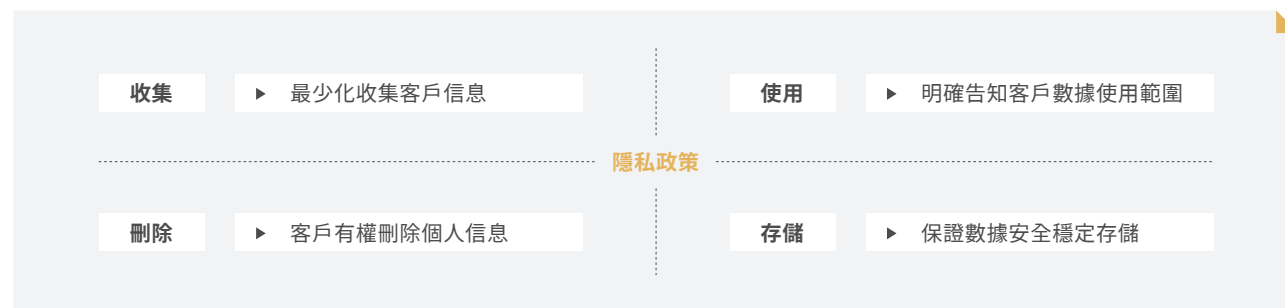 收集
最少化收集客戶信息
使用
明確告知客戶數據使用範圍
隱私政策
刪除
客戶有權刪除個人信息
存儲
保證數據安全穩定存儲